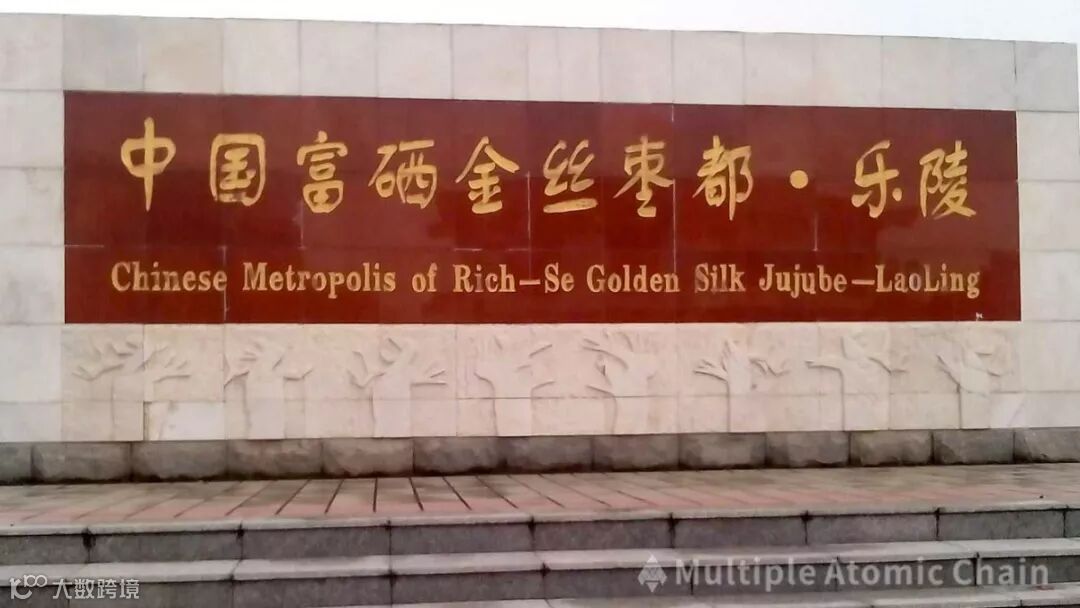 中国富硒金丝枣都·乐陵
Chinese Metropolis of Rich—Se Golden Silk Jujube—LaoLing
Multiple Atomic Chain
大数跨境